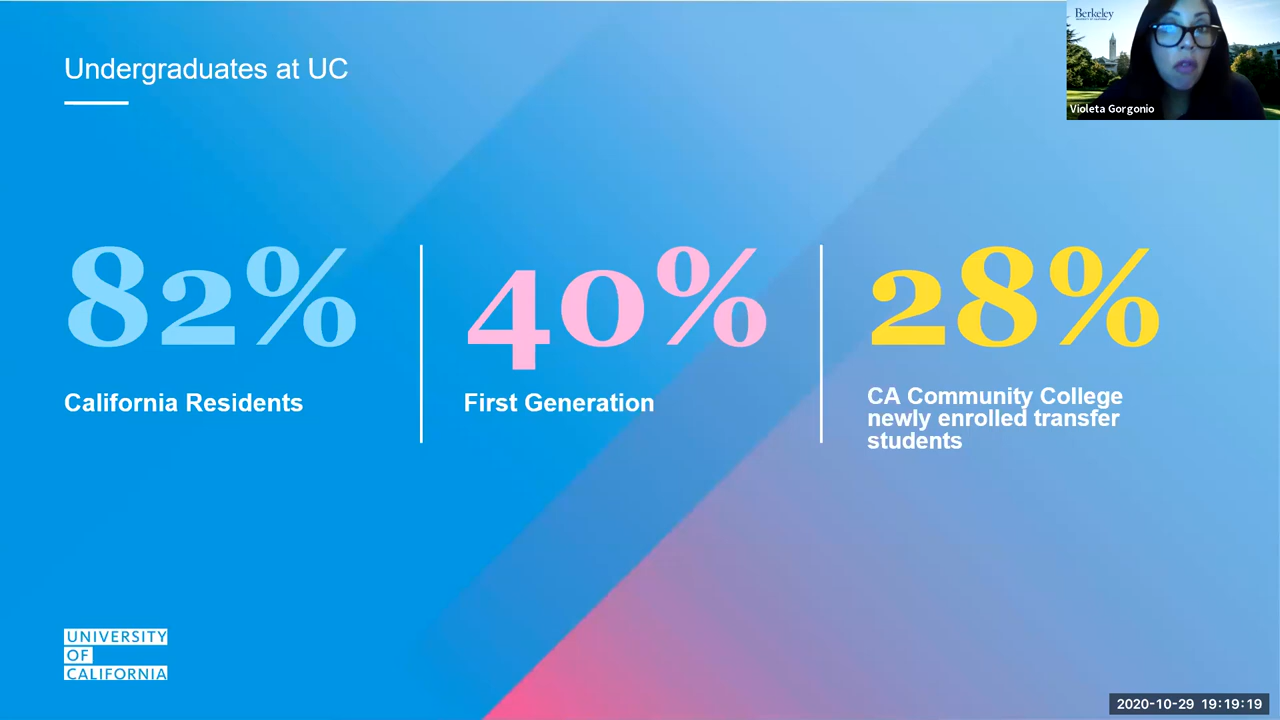 Undergraduates at UC
82%
California Residents
40%
First Generation
28%
CA Community College
newly enrolled transfer
students
UNIVERSITY
OF
CALIFORNIA
Berkeley
Violeta Gorgonio
2020-10-29 19:19:19